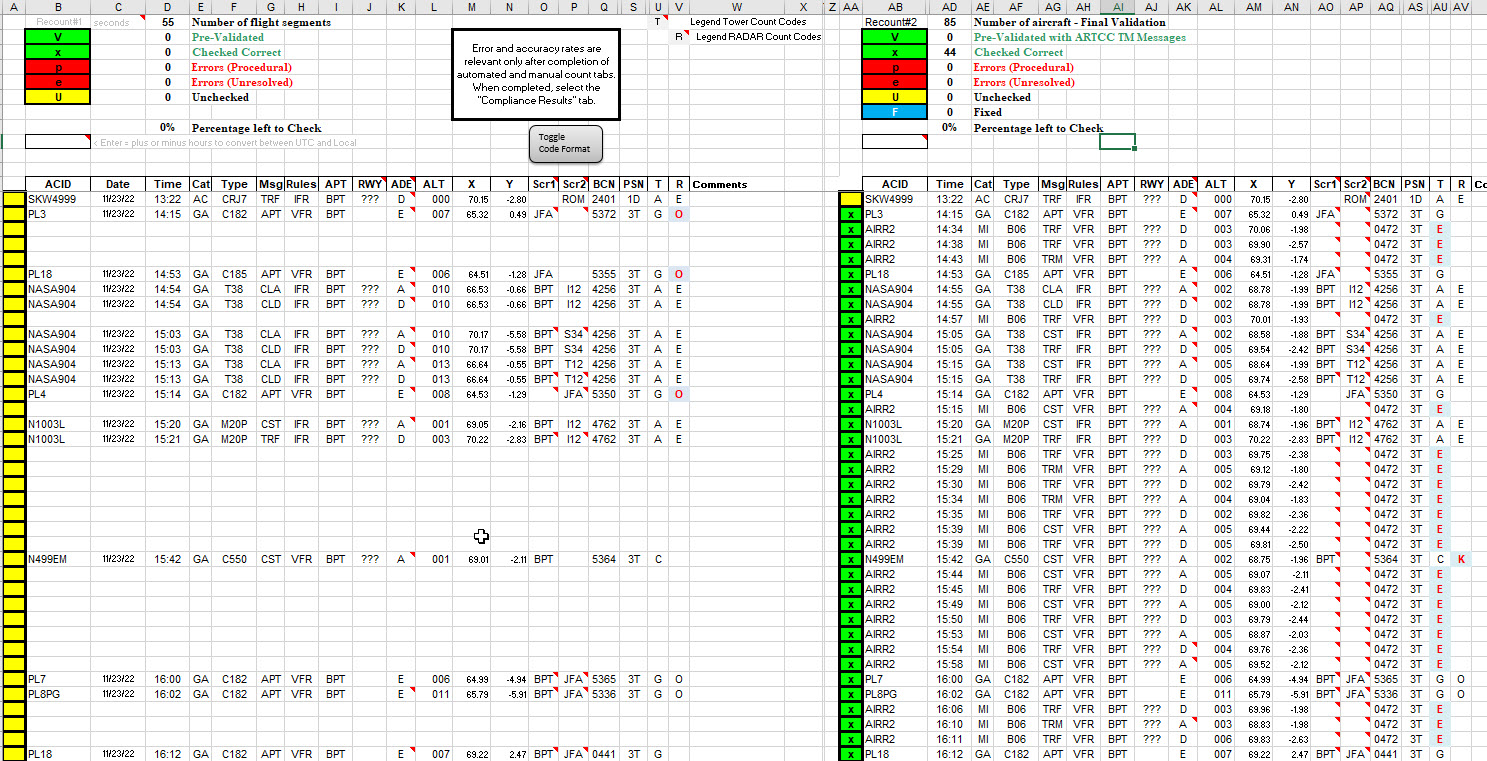 A B C D E F G H I J K L M N O P Q S U V W X Z AA AB AD AE AF AG AH AI AJ AK AL AM AN AO AP AQ AS AU AV
Recount#1 seconds 55 Number of flight segments T Legend Tower Count Codes Recount#2 85 Number of aircraft - Final Validation
V 0 Pre-Validated R Legend RADAR Count Codes V 0 Pre-Validated with ARTCC TM Messages
x 0 Checked Correct x 44 Checked Correct
p 0 Errors (Procedural) p 0 Errors (Procedural)
e 0 Errors (Unresolved) e 0 Errors (Unresolved)
U 0 Unchecked U 0 Unchecked
F 0 Fixed
Error and accuracy rates are
relevant only after completion of
automated and manual count tabs.
When completed, select the
"Compliance Results" tab.
0% Percentage left to Check 0% Percentage left to Check
< Enter = plus or minus hours to convert between UTC and Local
Toggle
Code Format
ACID Date Time Cat Type Msg Rules APT RWY ADE ALT X Y Scr1 Scr2 BCN PSN T R Comments ACID Time Cat Type Msg Rules APT RWY ADE ALT X Y Scr1 Scr2 BCN PSN T R Co
SKW4999 11/23/22 13:22 AC CRJ7 TRF IFR BPT ??? D 000 70.15 -2.80 ROM 2401 1D A E SKW4999 13:22 AC CRJ7 TRF IFR BPT ??? D 000 70.15 -2.80 ROM 2401 1D A E
PL3 11/23/22 14:15 GA C182 APT VFR BPT E 007 65.32 0.49 JFA 5372 3T G O x PL3 14:15 GA C182 APT VFR BPT E 007 65.32 0.49 JFA 5372 3T G
x AIRR2 14:34 MI B06 TRF VFR BPT ??? D 003 70.06 -1.98 0472 3T E
x AIRR2 14:38 MI B06 TRF VFR BPT ??? D 003 69.90 -2.57 0472 3T E
x AIRR2 14:43 MI B06 TRM VFR BPT ??? A 004 69.31 -1.74 0472 3T E
PL18 11/23/22 14:53 GA C185 APT VFR BPT E 006 64.51 -1.28 JFA 5355 3T G O x PL18 14:53 GA C185 APT VFR BPT E 006 64.51 -1.28 JFA 5355 3T G
NASA904 11/23/22 14:54 GA T38 CLA IFR BPT ??? A 010 66.53 -0.66 BPT I12 4256 3T A E x NASA904 14:55 GA T38 CLA IFR BPT ??? A 002 68.78 -1.99 BPT I12 4256 3T A E
NASA904 11/23/22 14:54 GA T38 CLD IFR BPT ??? D 010 66.53 -0.66 BPT I12 4256 3T A E x NASA904 14:55 GA T38 CLD IFR BPT ??? D 002 68.78 -1.99 BPT I12 4256 3T A E
x AIRR2 14:57 MI B06 TRF VFR BPT ??? D 003 70.01 -1.93 0472 3T E
NASA904 11/23/22 15:03 GA T38 CLA IFR BPT ??? A 010 70.17 -5.58 BPT S34 4256 3T A E x NASA904 15:05 GA T38 CST IFR BPT ??? A 002 68.58 -1.88 BPT S34 4256 3T A E
NASA904 11/23/22 15:03 GA T38 CLD IFR BPT ??? D 010 70.17 -5.58 BPT S34 4256 3T A E x NASA904 15:05 GA T38 TRF IFR BPT ??? D 005 69.54 -2.42 BPT S34 4256 3T A E
NASA904 11/23/22 15:13 GA T38 CLA IFR BPT ??? A 013 66.64 -0.55 BPT T12 4256 3T A E x NASA904 15:15 GA T38 CST IFR BPT ??? A 005 68.64 -1.99 BPT T12 4256 3T A E
NASA904 11/23/22 15:13 GA T38 CLD IFR BPT ??? D 013 66.64 -0.55 BPT T12 4256 3T A E x NASA904 15:15 GA T38 TRF IFR BPT ??? D 005 69.74 -2.58 BPT T12 4256 3T A E
PL4 11/23/22 15:14 GA C182 APT VFR BPT E 008 64.53 -1.29 JFA 5350 3T G O x PL4 15:14 GA C182 APT VFR BPT E 008 64.53 -1.29 JFA 5350 3T G
x AIRR2 15:15 MI B06 CST VFR BPT ??? A 004 69.18 -1.80 0472 3T E
N1003L 11/23/22 15:20 GA M20P CST IFR BPT ??? A 001 69.05 -2.16 BPT I12 4762 3T A E x N1003L 15:20 GA M20P CST IFR BPT ??? A 001 68.74 -1.96 BPT I12 4762 3T A E
N1003L 11/23/22 15:21 GA M20P TRF IFR BPT ??? D 003 70.22 -2.83 BPT I12 4762 3T A E x N1003L 15:21 GA M20P TRF IFR BPT ??? D 003 70.22 -2.83 BPT I12 4762 3T A E
x AIRR2 15:25 MI B06 TRF VFR BPT ??? D 003 69.75 -2.38 0472 3T E
x AIRR2 15:29 MI B06 TRM VFR BPT ??? A 005 69.12 -1.80 0472 3T E
x AIRR2 15:30 MI B06 TRF VFR BPT ??? D 002 69.79 -2.42 0472 3T E
x AIRR2 15:34 MI B06 TRM VFR BPT ??? A 004 69.04 -1.83 0472 3T E
x AIRR2 15:35 MI B06 TRF VFR BPT ??? D 002 69.82 -2.36 0472 3T E
x AIRR2 15:39 MI B06 CST VFR BPT ??? A 005 69.44 -2.22 0472 3T E
x AIRR2 15:39 MI B06 TRF VFR BPT ??? D 005 69.81 -2.50 0472 3T E
N499EM 11/23/22 15:42 GA C550 CST VFR BPT ??? A 001 69.01 -2.11 BPT 5364 3T C x N499EM 15:42 GA C550 CST VFR BPT ??? A 002 68.75 -1.96 BPT 5364 3T C K
x AIRR2 15:44 MI B06 CST VFR BPT ??? A 005 69.07 -2.11 0472 3T E
x AIRR2 15:45 MI B06 TRF VFR BPT ??? D 004 69.83 -2.41 0472 3T E
x AIRR2 15:49 MI B06 CST VFR BPT ??? A 005 69.00 -2.12 0472 3T E
x AIRR2 15:50 MI B06 TRF VFR BPT ??? D 003 69.79 -2.44 0472 3T E
x AIRR2 15:53 MI B06 CST VFR BPT ??? A 005 68.87 -2.03 0472 3T E
x AIRR2 15:54 MI B06 TRF VFR BPT ??? D 004 69.76 -2.36 0472 3T E
x AIRR2 15:58 MI B06 CST VFR BPT ??? A 005 69.52 -2.12 0472 3T E
PL7 11/23/22 16:00 GA C182 APT VFR BPT E 006 64.99 -4.94 BPT JFA 5365 3T G O x PL7 16:00 GA C182 APT VFR BPT E 006 64.99 -4.94 BPT JFA 5365 3T G O
PL8PG 11/23/22 16:02 GA C182 APT VFR BPT E 011 65.79 -5.91 BPT JFA 5336 3T G O x PL8PG 16:02 GA C182 APT VFR BPT E 011 65.79 -5.91 BPT JFA 5336 3T G O
x AIRR2 16:06 MI B06 TRF VFR BPT ??? D 003 69.96 -1.98 0472 3T E
x AIRR2 16:10 MI B06 TRM VFR BPT ??? A 003 68.83 -1.98 0472 3T E
x AIRR2 16:11 MI B06 TRF VFR BPT ??? D 006 69.83 -2.63 0472 3T E
PL18 11/23/22 16:12 GA C182 APT VFR BPT E 007 69.22 2.47 BPT JFA 0441 3T G x PL18 16:12 GA C182 APT VFR BPT E 007 69.22 2.47 BPT JFA 0441 3T G